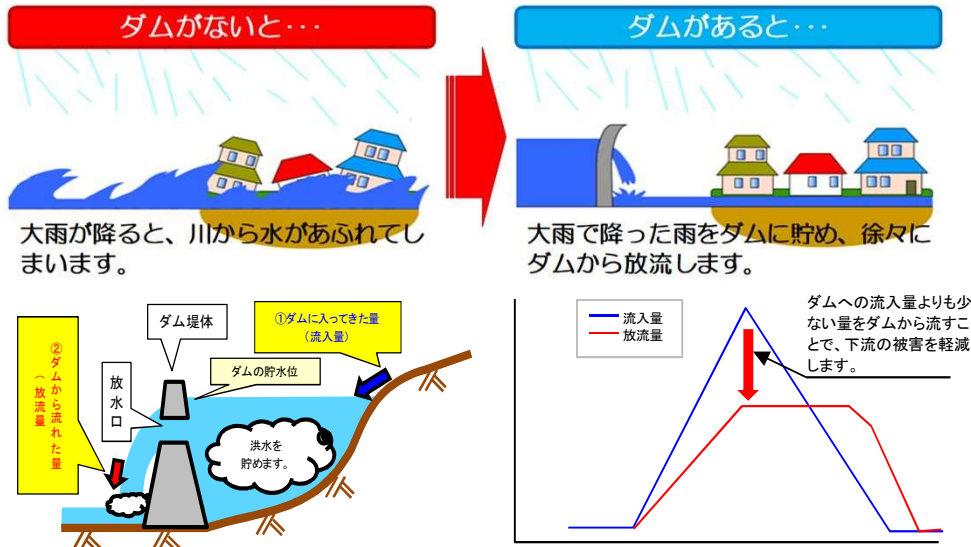 ダムがないと･･･
ダムがあると･･･
大雨が降ると、川から水があふれてし
まいます。
大雨で降った雨をダムに貯め、徐々に
ダムから放流します。
②ダムから流れた量
（放流量
放水口
ダム堤体
ダムの貯水位
①ダムに入ってきた量
（流入量）
洪水を
貯めます。
流入量
放流量
ダムへの流入量よりも少
ない量をダムから流すこ
とで、下流の被害を軽減
します。